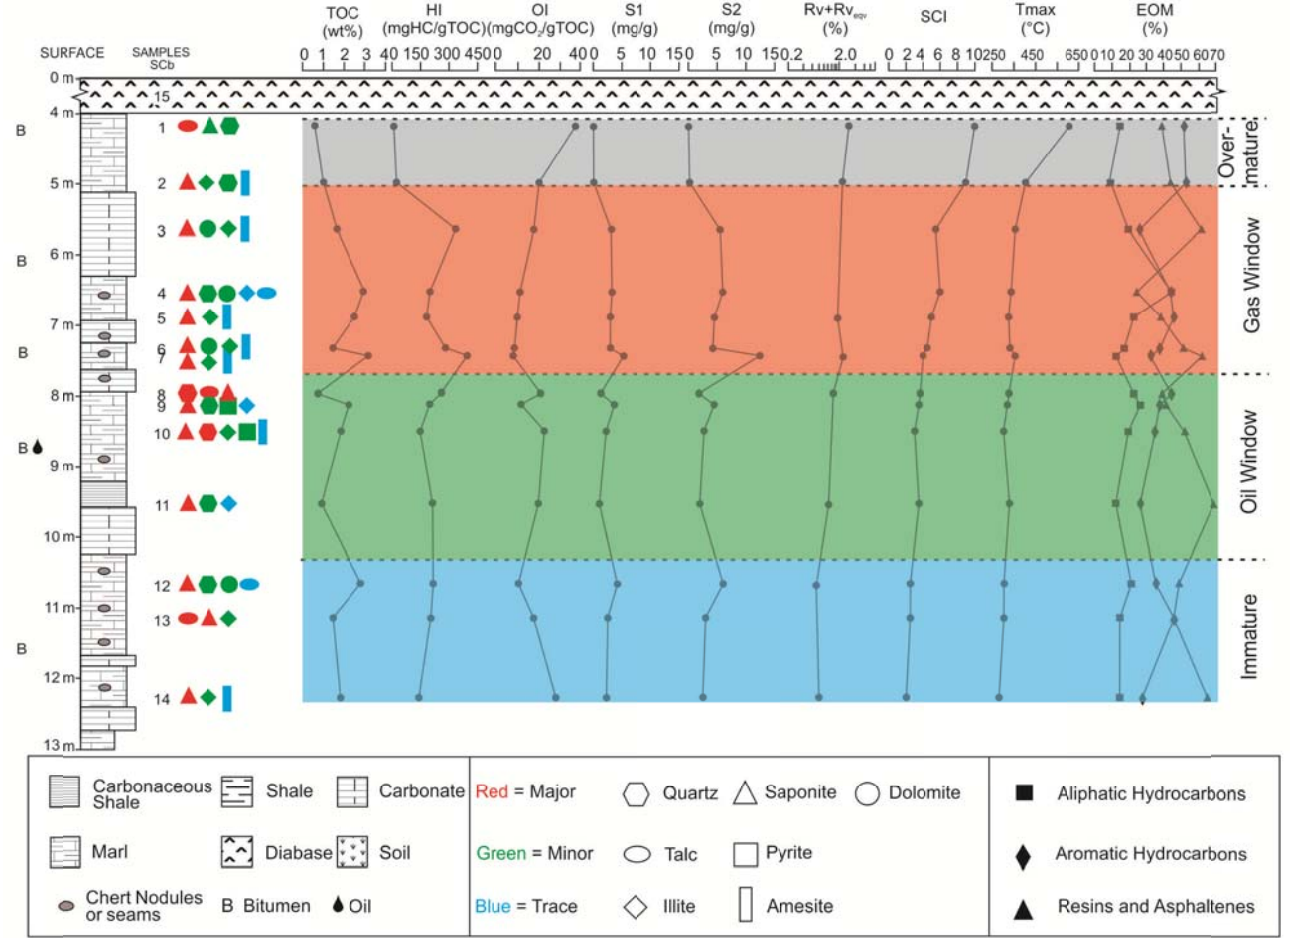 TOC HI OI S1 S2 Rv+Rveqv SCI Tmax EOM
(wt%) (mgHC/gTOC) (mgCO2/gTOC) (mg/g) (mg/g) (%) (°C) (%)
SURFACE SAMPLES
SCb
0 1 2 3 4 0 150 300 450 0 20 40 0 5 10 15 0 5 10 15 0.2 2.0 0 2 4 6 8 10 250 450 650 0 10 20 30 40 50 60 70
0 m
15
4 m
B 1
Over-
mature
2
5 m
3
B 6 m
4
Gas Window
5
7 m
B 6
7
8 m 8
9
10
B
9 m
Oil Window
11
10 m
12
11 m
13
B
Immature
12 m
14
13 m
Carbonaceous
Shale
Shale
Carbonate
Marl
Diabase
Soil
Chert Nodules
or seams
B Bitumen
Oil
Red = Major
Quartz
Saponite
Dolomite
Green = Minor
Talc
Pyrite
Blue = Trace
Illite
Amesite
Aliphatic Hydrocarbons
Aromatic Hydrocarbons
Resins and Asphaltenes